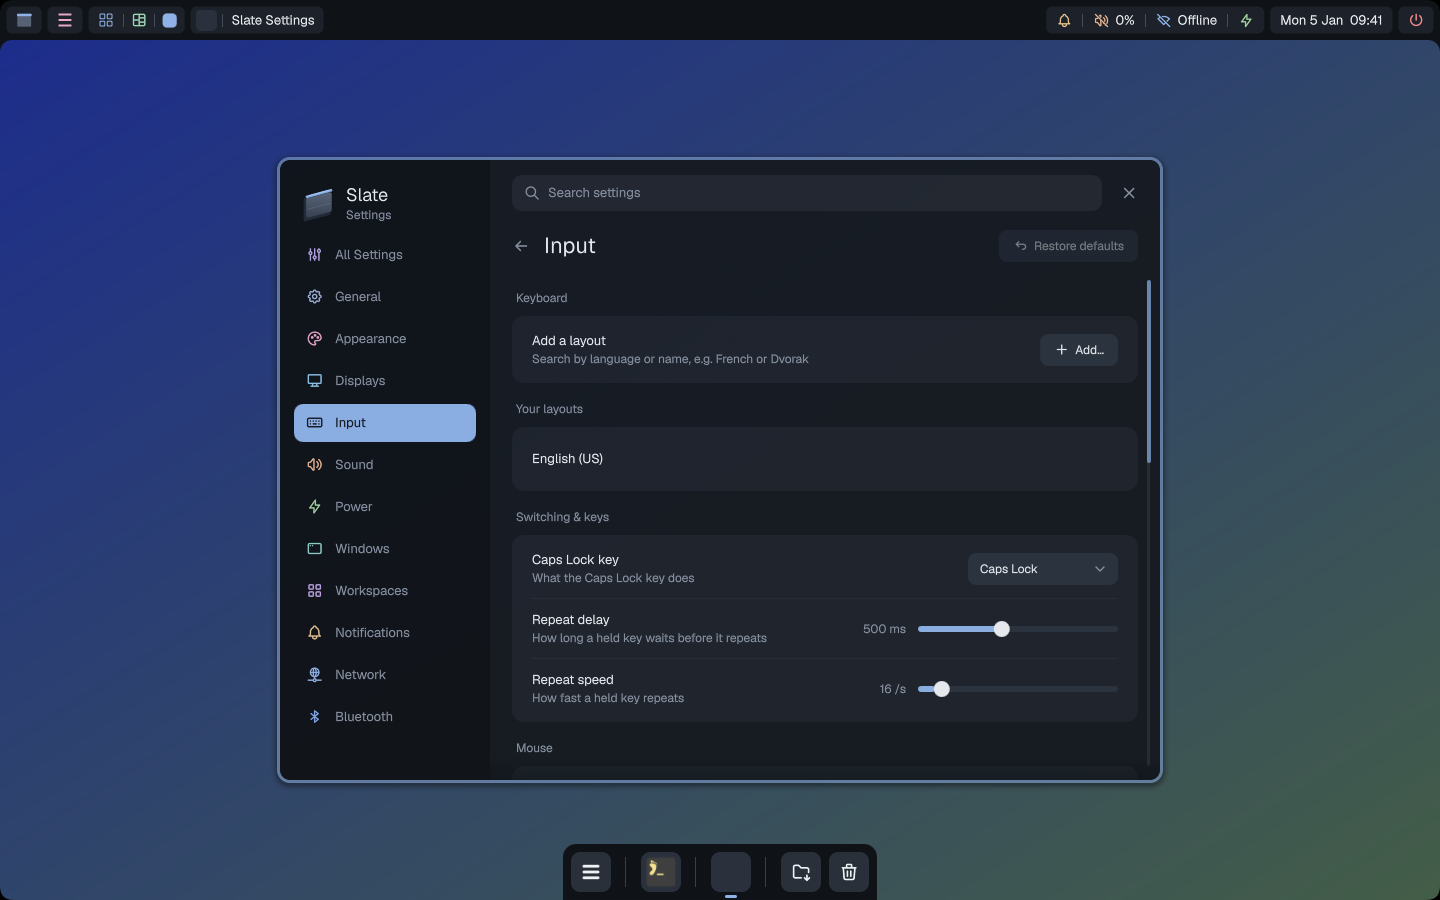 Slate Settings
0%
Offline
Mon 5 Jan 09:41
Slate
Settings
All Settings
General
Appearance
Displays
Input
Sound
Power
Windows
Workspaces
Notifications
Network
Bluetooth
Search settings
Input
Restore defaults
Keyboard
Add a layout
Search by language or name, e.g. French or Dvorak
Add...
Your layouts
English (US)
Switching & keys
Caps Lock key
What the Caps Lock key does
Caps Lock
Repeat delay
How long a held key waits before it repeats
500 ms
Repeat speed
How fast a held key repeats
16 /s
Mouse